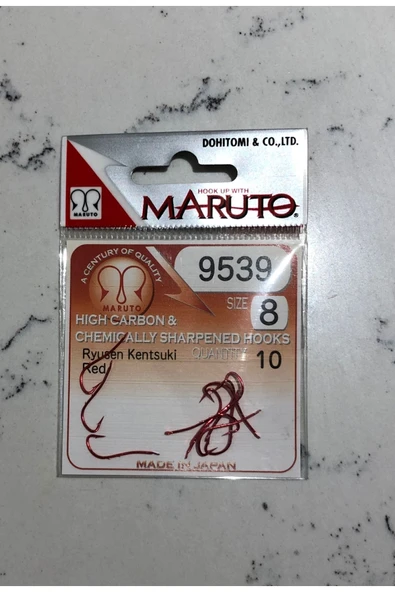 DOHITOMI & CO.,LTD.
HOOK UP WITH
MARUTO®
MARUTO
A CENTURY OF QUALITY
MARUTO
9539
SIZE 8
HIGH CARBON &
CHEMICALLY SHARPENED HOOKS
Ryusen Kentsuki
Red
QUANTITY 10
MADE IN JAPAN